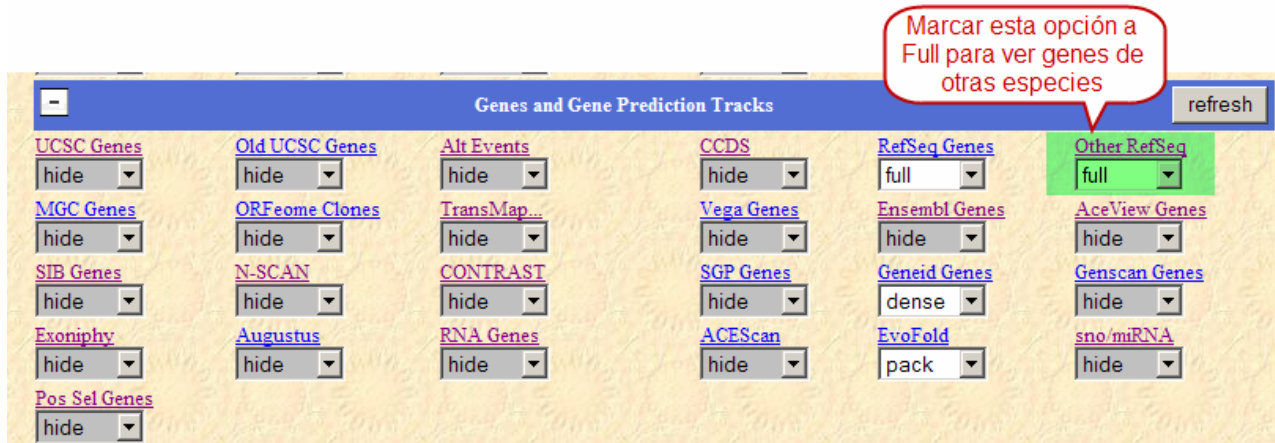 Marcar esta opción a
Full para ver genes de
otras especies
-
Genes and Gene Prediction Tracks
refresh
UCSC Genes Old UCSC Genes Alt Events CCDS RefSeq Genes Other RefSeq
hide hide hide hide full full
MGC Genes ORFeome Clones TransMap... Vega Genes Ensembl Genes AceView Genes
hide hide hide hide hide hide
SIB Genes N-SCAN CONTRAST SGP Genes Geneid Genes Genscan Genes
hide hide hide hide dense hide
Exoniphy Augustus RNA Genes ACEScan EvoFold sno/miRNA
hide hide hide hide pack hide
Pos Sel Genes
hide